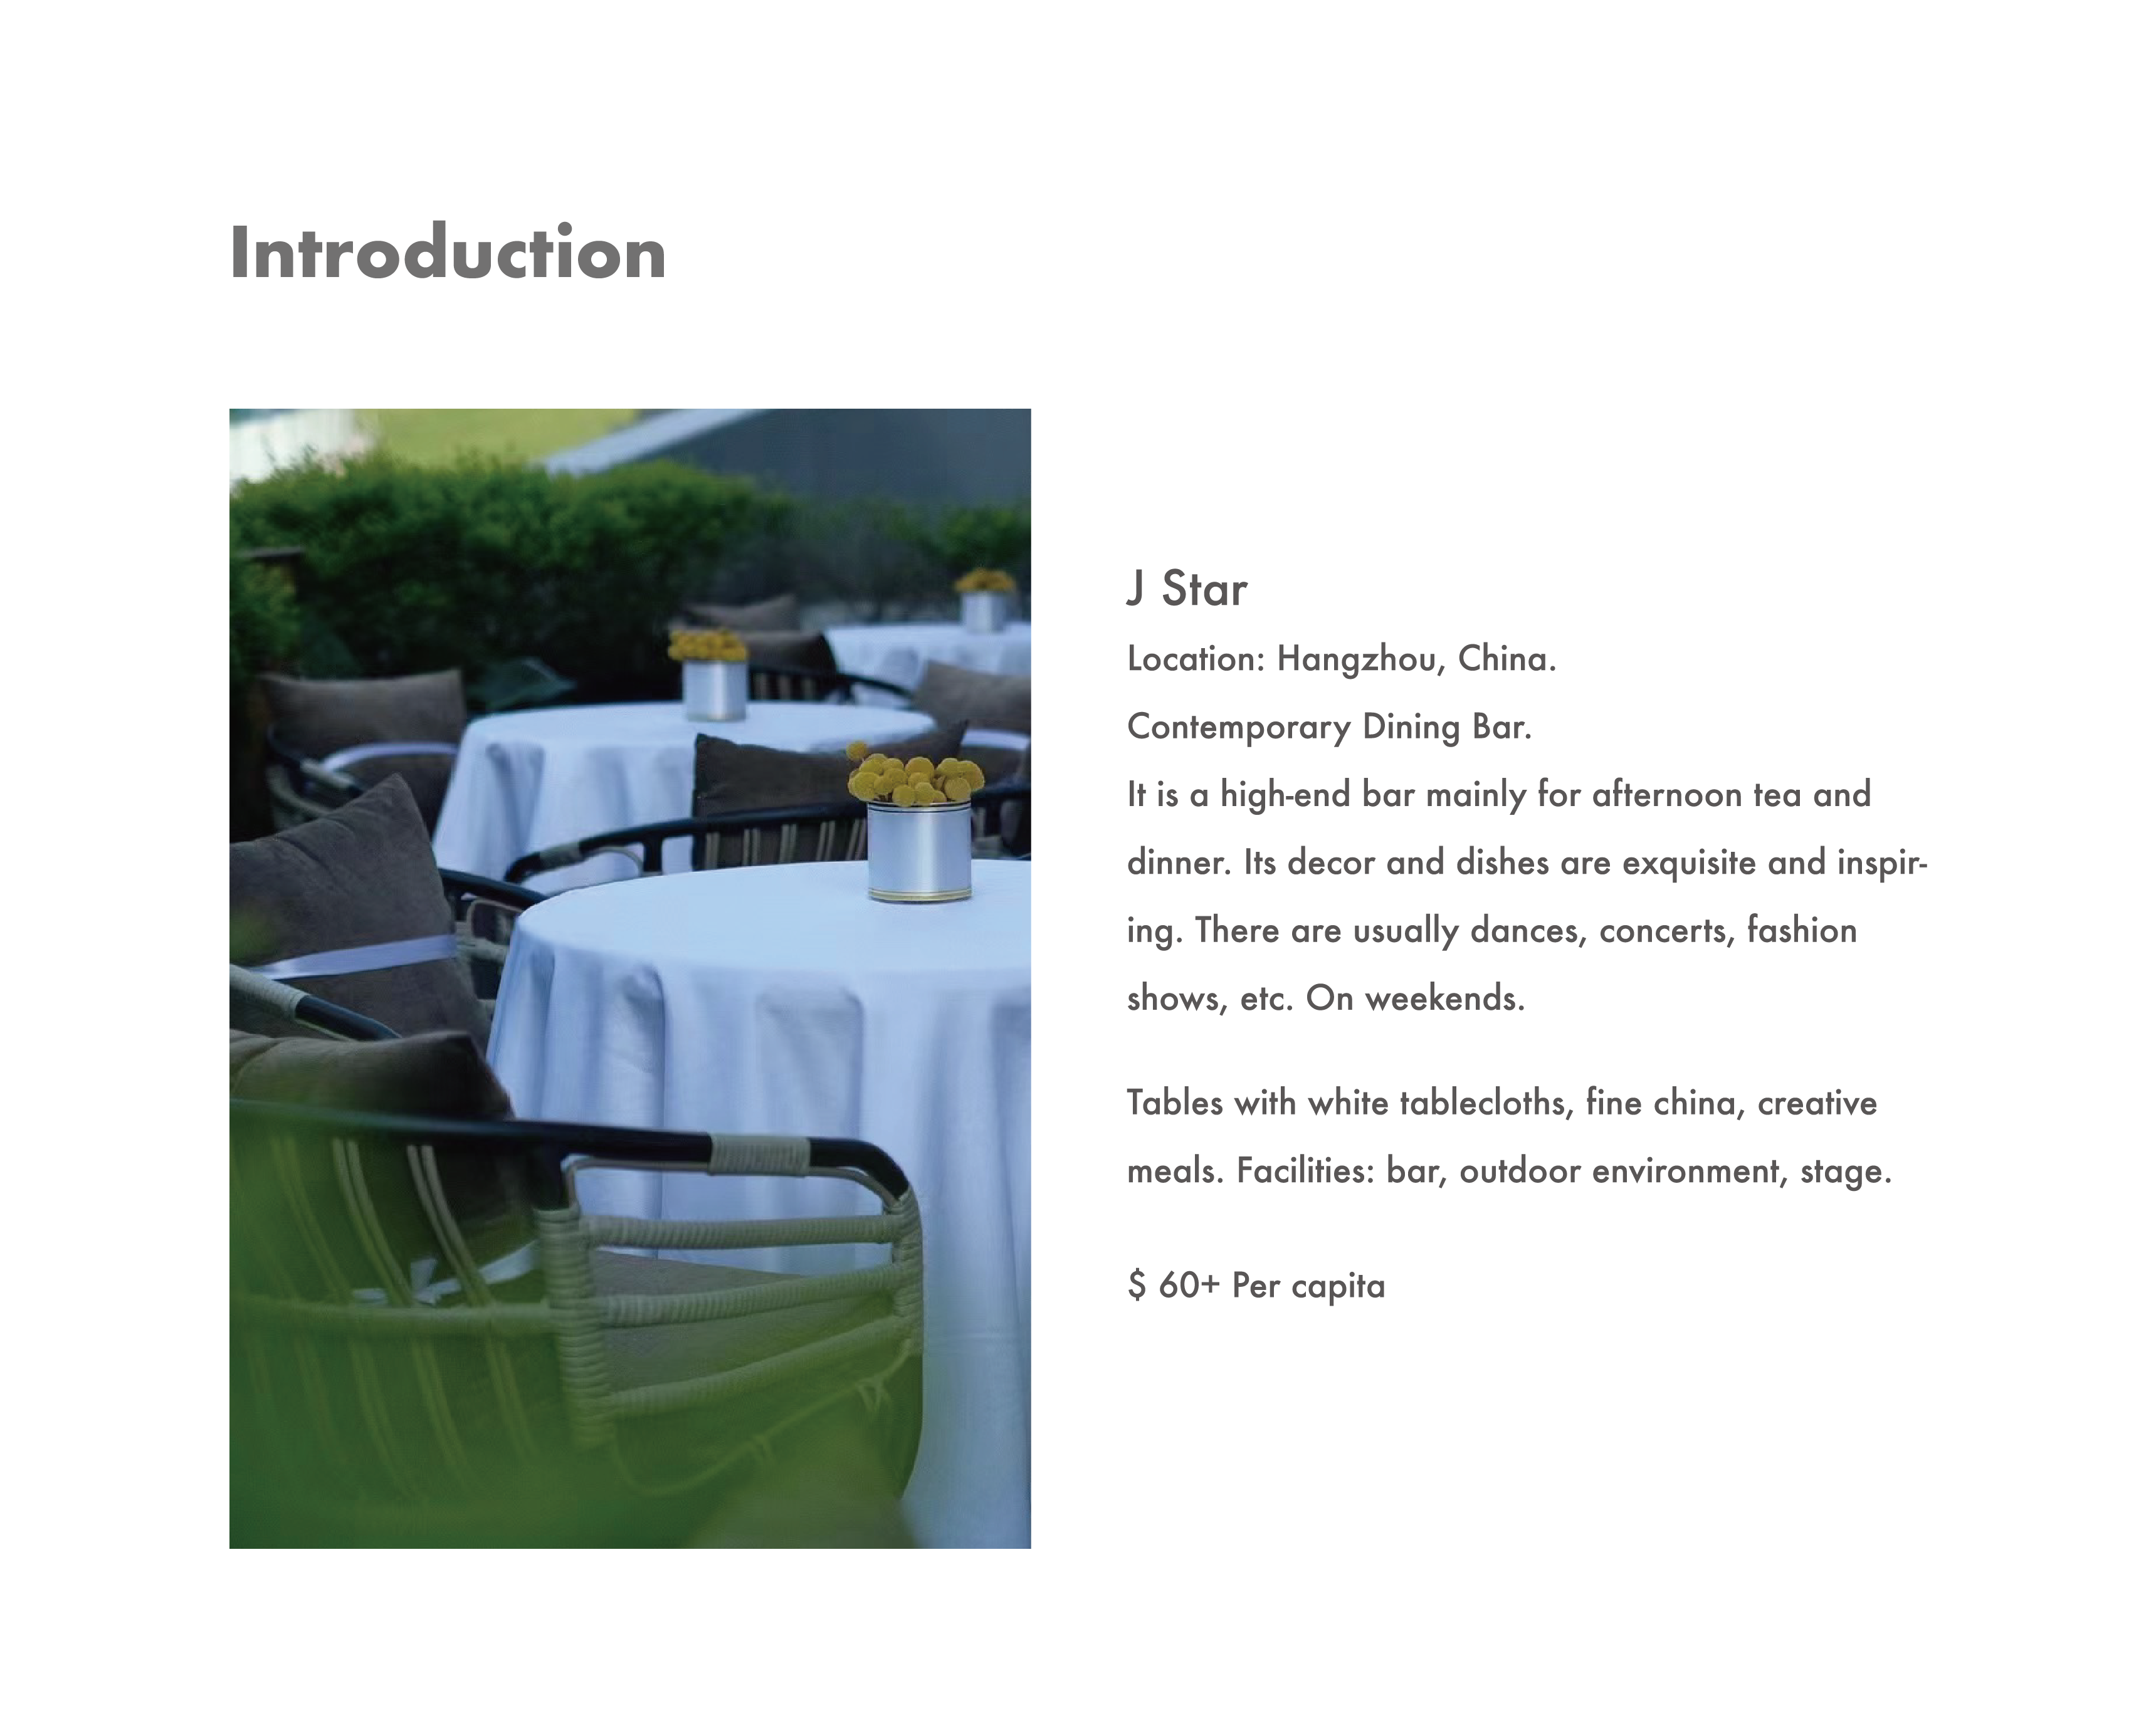 Introduction
J Star
Location: Hangzhou, China.
Contemporary Dining Bar.
It is a high-end bar mainly for afternoon tea and
dinner. Its decor and dishes are exquisite and inspir-
ing. There are usually dances, concerts, fashion
shows, etc. On weekends.
Tables with white tablecloths, fine china, creative
meals. Facilities: bar, outdoor environment, stage.
$ 60+ Per capita